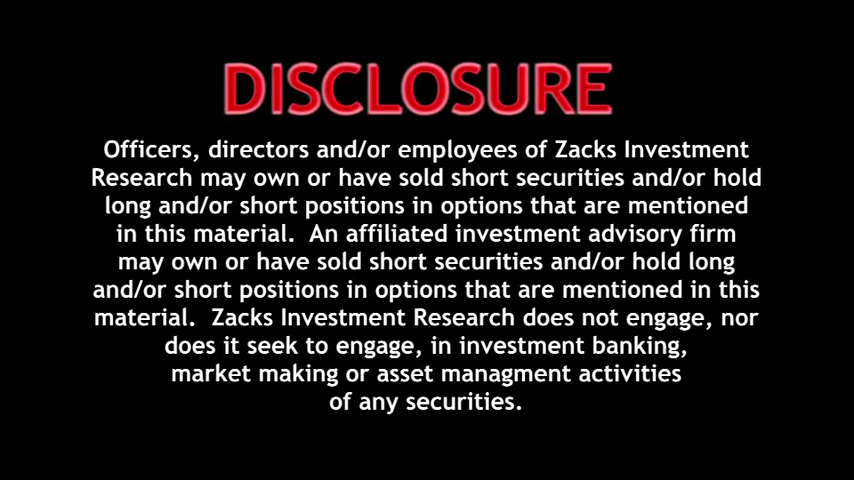 DISCLOSURE
Officers, directors and/or employees of Zacks Investment
Research may own or have sold short securities and/or hold
long and/or short positions in options that are mentioned
in this material.  An affiliated investment advisory firm
may own or have sold short securities and/or hold long
and/or short positions in options that are mentioned in this
material.  Zacks Investment Research does not engage, nor
does it seek to engage, in investment banking,
market making or asset managment activities
of any securities.